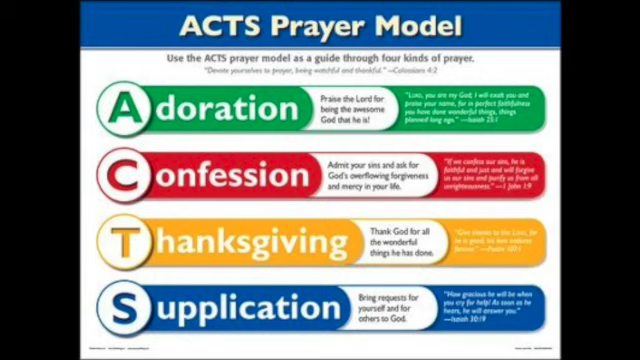 ACTS Prayer Model
Use the ACTS prayer model as a guide through four kinds of prayer.
"Devote yourselves to prayer, being watchful and thankful." —Colossians 4:2
Adoration
Praise the Lord for
being the awesome
God that he is!
"LORD, you are my God; I will exalt you and
praise your name, for in perfect faithfulness
you have done wonderful things, things
planned long ago." —Isaiah 25:1
Confession
Admit your sins and ask for
God's overflowing forgiveness
and mercy in your life.
"If we confess our sins, he is
faithful and just and will forgive
us our sins and purify us from all
unrighteousness." —1 John 1:9
Thanksgiving
Thank God for all
the wonderful
things he has done.
"Give thanks to the LORD, for
he is good; his love endures
forever." —Psalm
Supplication
Bring requests for
yourself and for
others to God.
"How gracious he will be when
you cry for help! As soon as he
hears, he will answer you."
—Isaiah 30:19